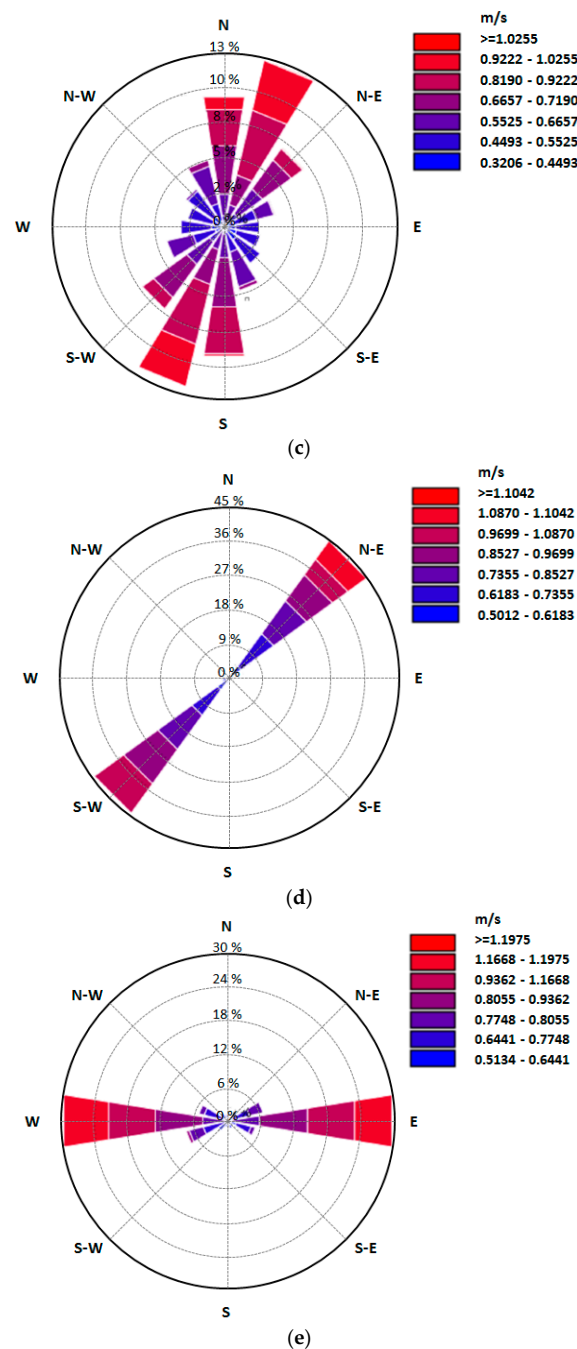 N
13 %
10 %
8 %
5 %
2 %
0 %
N-W
N-E
W
E
S-W
S-E
S
m/s
>=1.0255
0.9222 - 1.0255
0.8190 - 0.9222
0.6657 - 0.7190
0.5525 - 0.6657
0.4493 - 0.5525
0.3206 - 0.4493
(c)
N
45 %
36 %
27 %
18 %
9 %
0 %
N-W
N-E
W
E
S-W
S-E
S
m/s
>=1.1042
1.0870 - 1.1042
0.9699 - 1.0870
0.8527 - 0.9699
0.7355 - 0.8527
0.6183 - 0.7355
0.5012 - 0.6183
(d)
N
30 %
24 %
18 %
12 %
6 %
0 %
N-W
N-E
W
E
S-W
S-E
S
m/s
>=1.1975
1.1668 - 1.1975
0.9362 - 1.1668
0.8055 - 0.9362
0.7748 - 0.8055
0.6441 - 0.7748
0.5134 - 0.6441
(e)